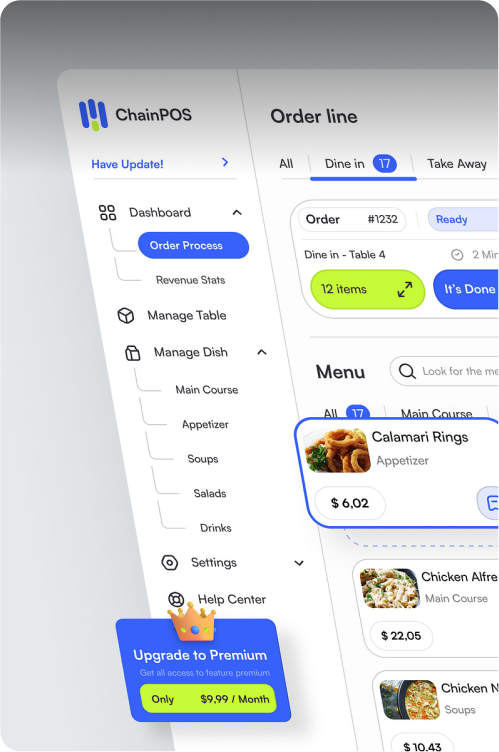 ChainPOS
Have Update!
Dashboard
Order Process
Revenue Stats
Manage Table
Manage Dish
Main Course
Appetizer
Soups
Salads
Drinks
Settings
Help Center
Upgrade to Premium
Get all access to feature premium
Only $9,99 / Month
Order line
All Dine in 17 Take Away
Order #1232 Ready
Dine in - Table 4 2 Min
12 items It's Done
Menu Look for the me
All 17 Main Course
Calamari Rings
Appetizer
$ 6,02
Chicken Alfre
Main Course
$ 22,05
Chicken N
Soups
$ 10,43